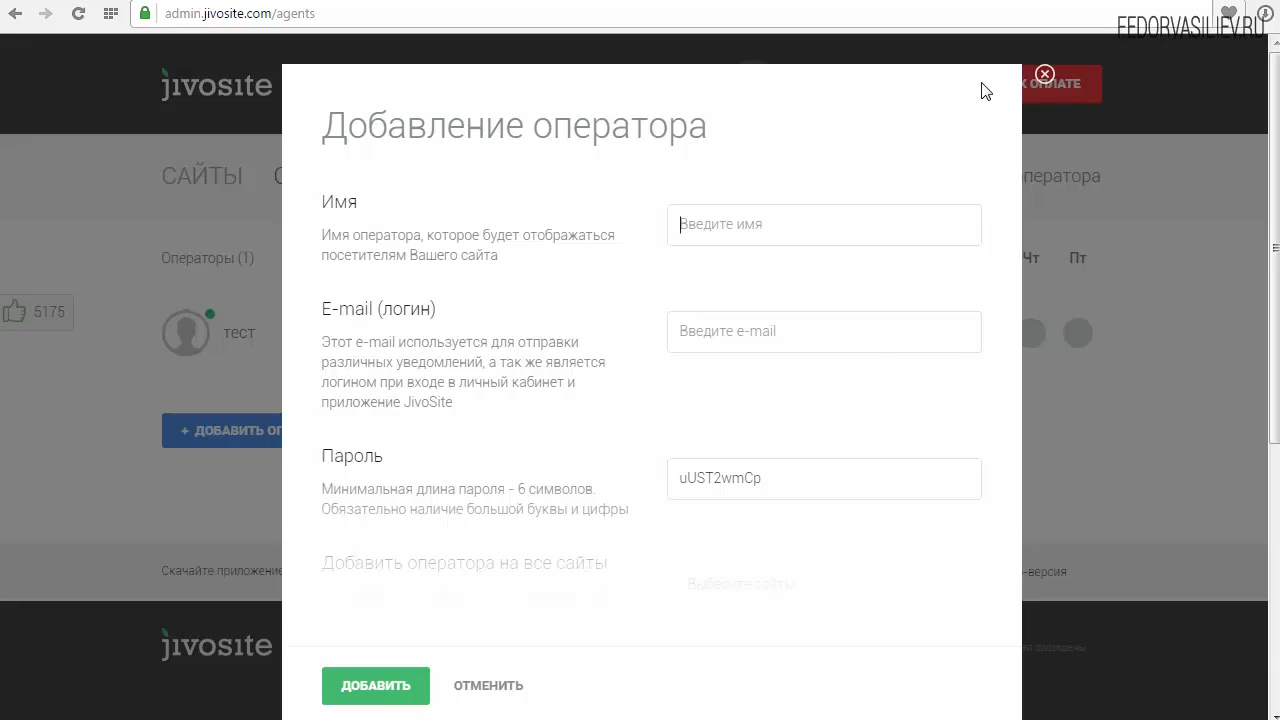 admin.jivosite.com/agents
FEDORVASILIEV.RU
jivosite
К ОПЛАТЕ
Добавление оператора
САЙТЫ
оператора
Имя
Имя оператора, которое будет отображаться
посетителям Вашего сайта
Введите имя
Операторы (1)
Чт
Пт
5175
тест
E-mail (логин)
Этот e-mail используется для отправки
различных уведомлений, а так же является
логином при входе в личный кабинет и
приложение JivoSite
Введите e-mail
+ ДОБАВИТЬ ОП
Пароль
Минимальная длина пароля - 6 символов.
Обязательно наличие большой буквы и цифры
uUST2wmCp
Добавить оператора на все сайты
Выберите сайты
Скачайте приложение
-версия
jivosite
ДОБАВИТЬ
ОТМЕНИТЬ